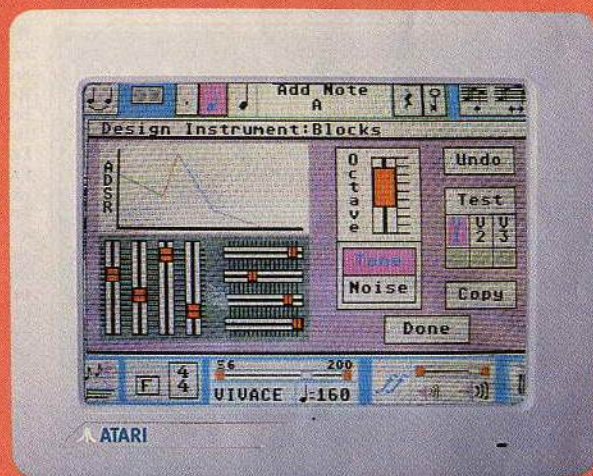 Add Note
A
Design Instrument:Blocks
ADSR
Octave
Undo
Test
V2 V3
Tone
Noise
Copy
Done
F
4
4
56 200
VIVACE ♩=160
ff
ATARI